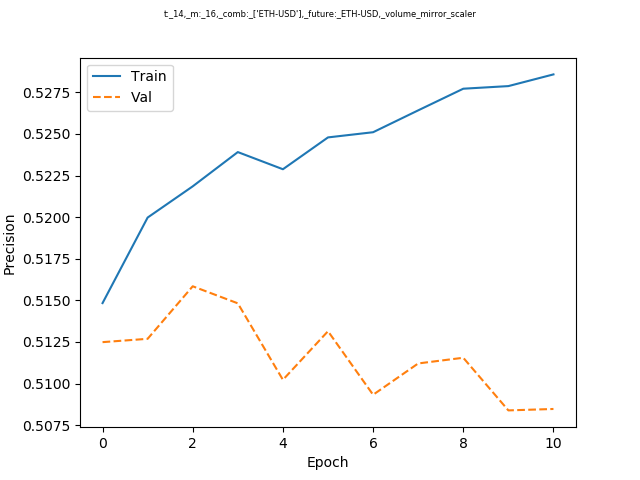 t:_14,_m:_16,_comb:_['ETH-USD'],_future:_ETH-USD,_volume_mirror_scaler
Train
Val
0.5275
0.5250
0.5225
0.5200
0.5175
0.5150
0.5125
0.5100
0.5075
Precision
0 2 4 6 8 10
Epoch